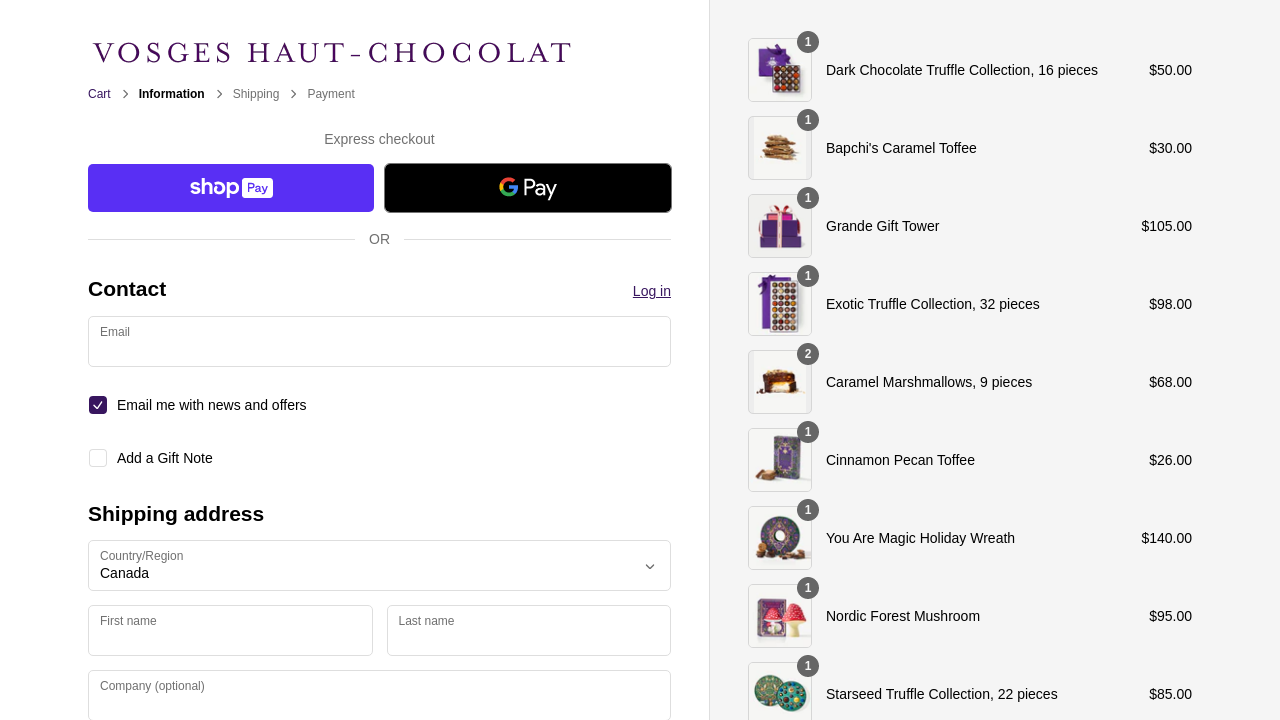 VOSGES HAUT-CHOCOLAT
Cart
Information
Shipping
Payment
Express checkout
shop Pay
G Pay
OR
Contact
Log in
Email
Email me with news and offers
Add a Gift Note
Shipping address
Country/Region
Canada
First name
Last name
Company (optional)
1
Dark Chocolate Truffle Collection, 16 pieces
$50.00
1
Bapchi's Caramel Toffee
$30.00
1
Grande Gift Tower
$105.00
1
Exotic Truffle Collection, 32 pieces
$98.00
2
Caramel Marshmallows, 9 pieces
$68.00
1
Cinnamon Pecan Toffee
$26.00
1
You Are Magic Holiday Wreath
$140.00
1
Nordic Forest Mushroom
$95.00
1
Starseed Truffle Collection, 22 pieces
$85.00